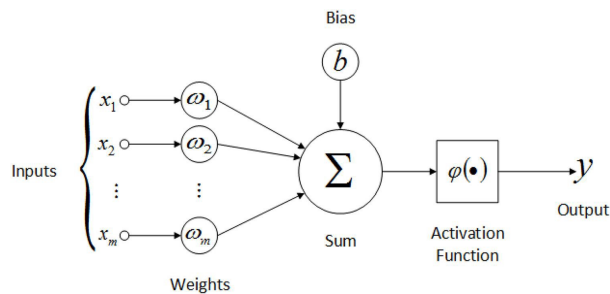 Bias
b
Inputs
x₁ ω₁
x₂ ω₂
⋮ ⋮
xₘ ωₘ
Weights
Σ
Sum
φ(•)
Activation
Function
y
Output